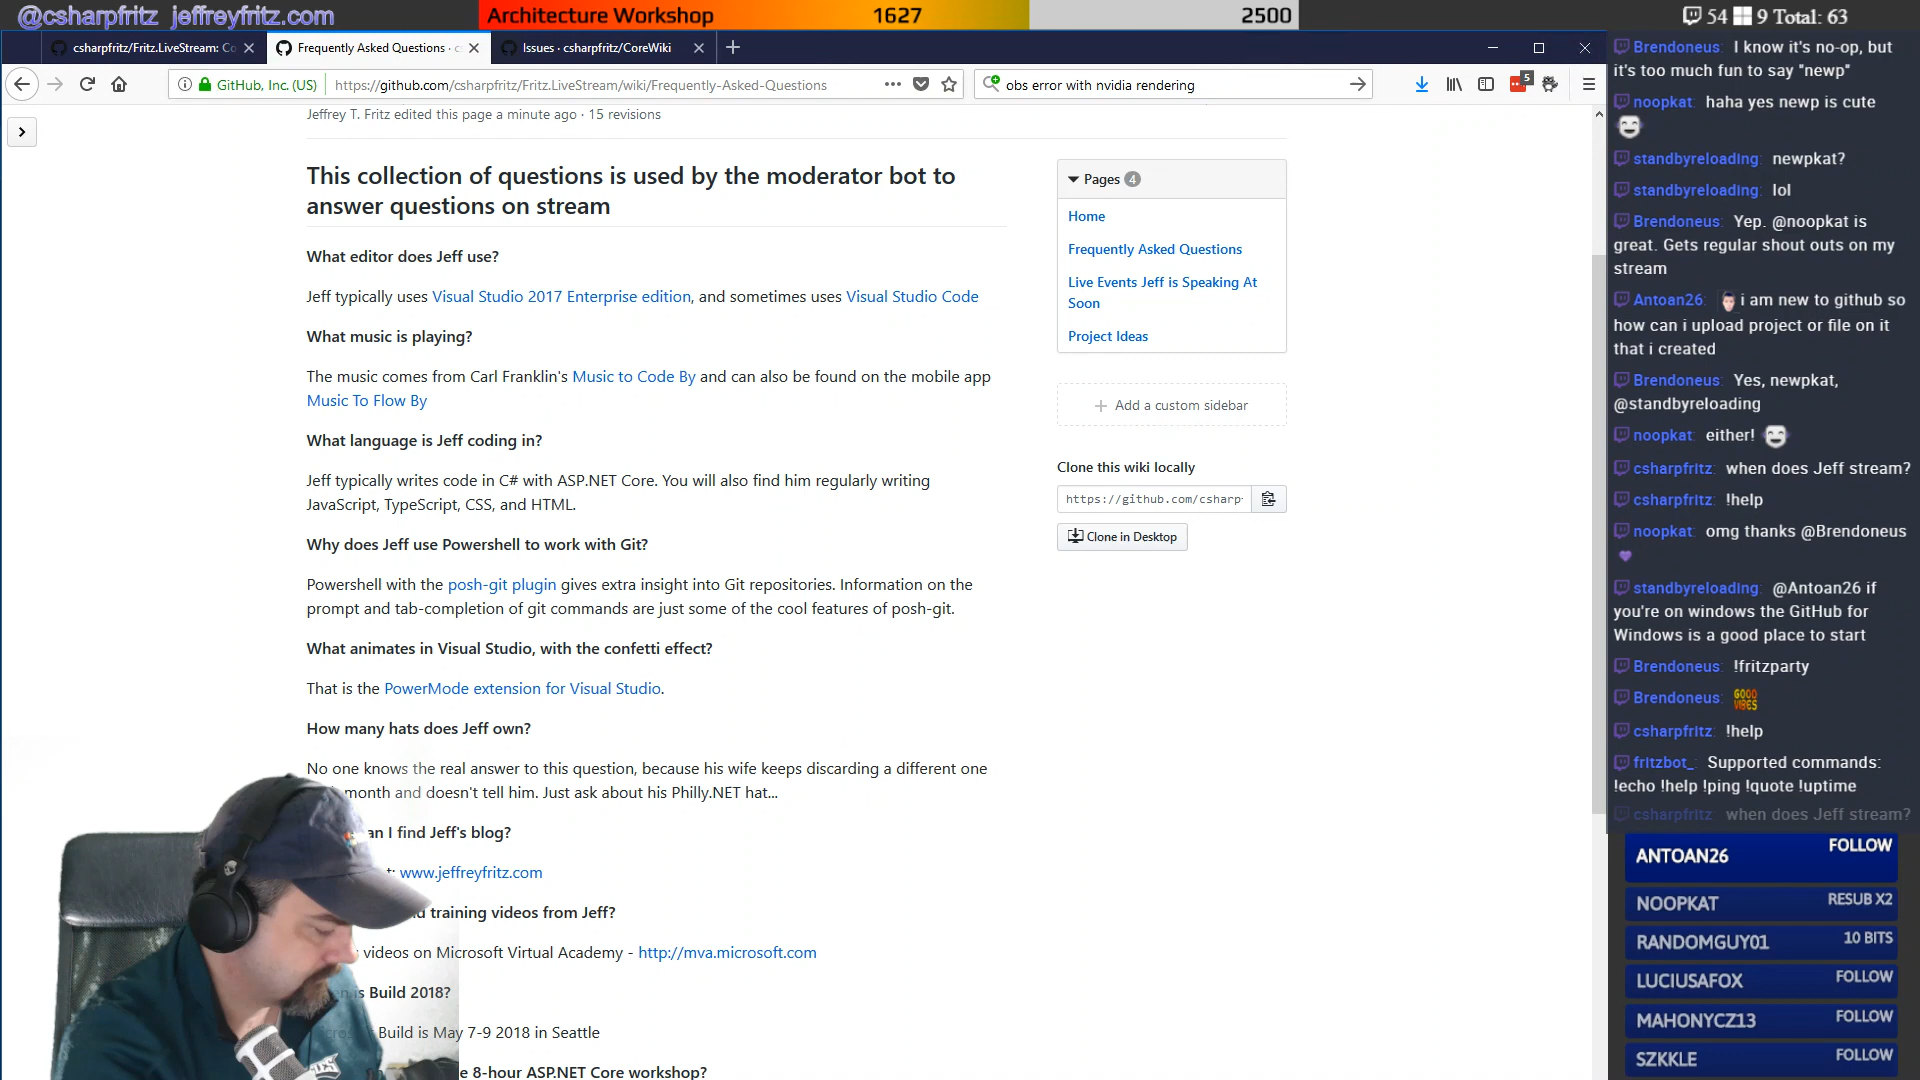 @csharpfritz jeffreyfritz.com
Architecture Workshop 1627 2500
54 9 Total: 63
csharpfritz/Fritz.LiveStream: Co
Frequently Asked Questions · cs
Issues · csharpfritz/CoreWiki
GitHub, Inc. (US)
https://github.com/csharpfritz/Fritz.LiveStream/wiki/Frequently-Asked-Questions
obs error with nvidia rendering
5
Jeffrey T. Fritz edited this page a minute ago · 15 revisions
This collection of questions is used by the moderator bot to
answer questions on stream
What editor does Jeff use?
Jeff typically uses Visual Studio 2017 Enterprise edition, and sometimes uses Visual Studio Code
What music is playing?
The music comes from Carl Franklin's Music to Code By and can also be found on the mobile app
Music To Flow By
What language is Jeff coding in?
Jeff typically writes code in C# with ASP.NET Core. You will also find him regularly writing
JavaScript, TypeScript, CSS, and HTML.
Why does Jeff use Powershell to work with Git?
Powershell with the posh-git plugin gives extra insight into Git repositories. Information on the
prompt and tab-completion of git commands are just some of the cool features of posh-git.
What animates in Visual Studio, with the confetti effect?
That is the PowerMode extension for Visual Studio.
How many hats does Jeff own?
No one knows the real answer to this question, because his wife keeps discarding a different one
month and doesn't tell him. Just ask about his Philly.NET hat...
an I find Jeff's blog?
t: www.jeffreyfritz.com
d training videos from Jeff?
videos on Microsoft Virtual Academy - http://mva.microsoft.com
is Build 2018?
Build is May 7-9 2018 in Seattle
e 8-hour ASP.NET Core workshop?
Pages 4
Home
Frequently Asked Questions
Live Events Jeff is Speaking At
Soon
Project Ideas
Add a custom sidebar
Clone this wiki locally
https://github.com/csharp
Clone in Desktop
Brendoneus: I know it's no-op, but
it's too much fun to say "newp"
noopkat: haha yes newp is cute
standbyreloading: newpkat?
standbyreloading: lol
Brendoneus: Yep. @noopkat is
great. Gets regular shout outs on my
stream
Antoan26: i am new to github so
how can i upload project or file on it
that i created
Brendoneus: Yes, newpkat,
@standbyreloading
noopkat: either!
csharpfritz: when does Jeff stream?
csharpfritz: !help
noopkat: omg thanks @Brendoneus
standbyreloading: @Antoan26 if
you're on windows the GitHub for
Windows is a good place to start
Brendoneus: !fritzparty
Brendoneus: GOOD VIBES
csharpfritz: !help
fritzbot_: Supported commands:
!echo !help !ping !quote !uptime
csharpfritz: when does Jeff stream?
ANTOAN26 FOLLOW
NOOPKAT RESUB X2
RANDOMGUY01 10 BITS
LUCIUSAFOX FOLLOW
MAHONYCZ13 FOLLOW
SZKKLE FOLLOW